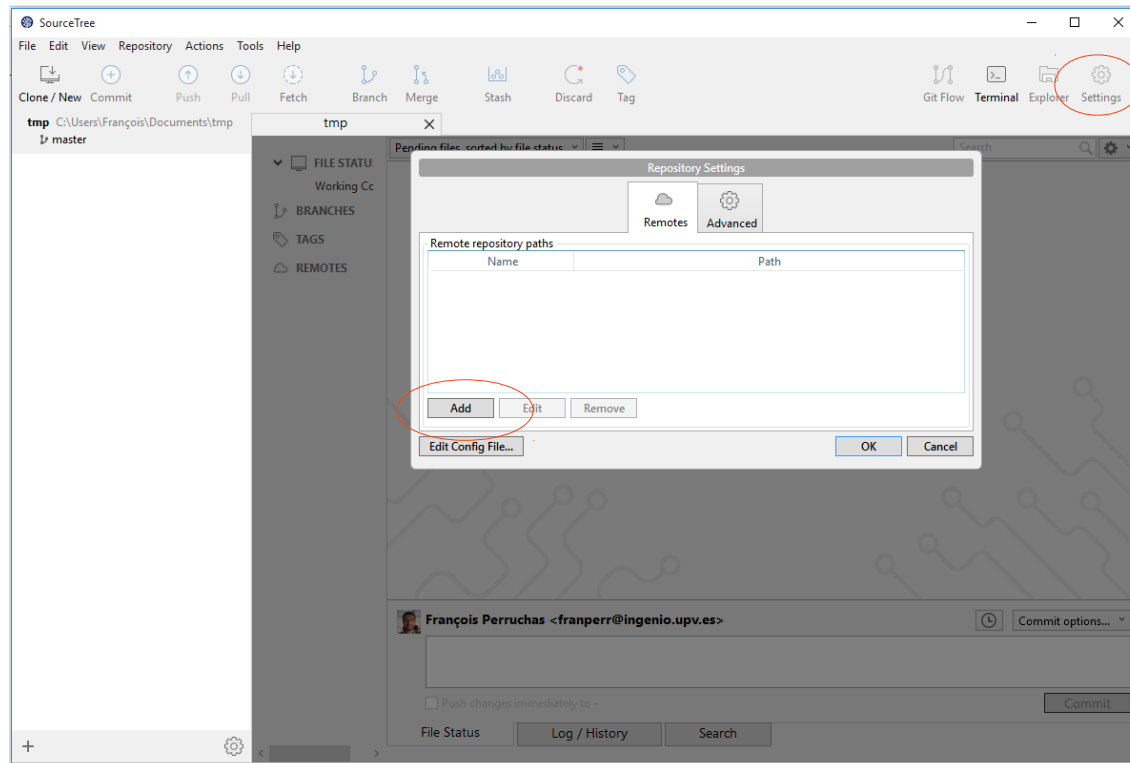 SourceTree
File Edit View Repository Actions Tools Help
Clone / New Commit Push Pull Fetch Branch Merge Stash Discard Tag Git Flow Terminal Explorer Settings
tmp C:\Users\François\Documents\tmp
master
tmp
Pending files, sorted by file status
Search
FILE STATU
Working Cc
BRANCHES
TAGS
REMOTES
Repository Settings
Remotes Advanced
Remote repository paths
Name Path
Add Edit Remove
Edit Config File... OK Cancel
François Perruchas <franperr@ingenio.upv.es>
Commit options...
Push changes immediately to -
Commit
File Status Log / History Search